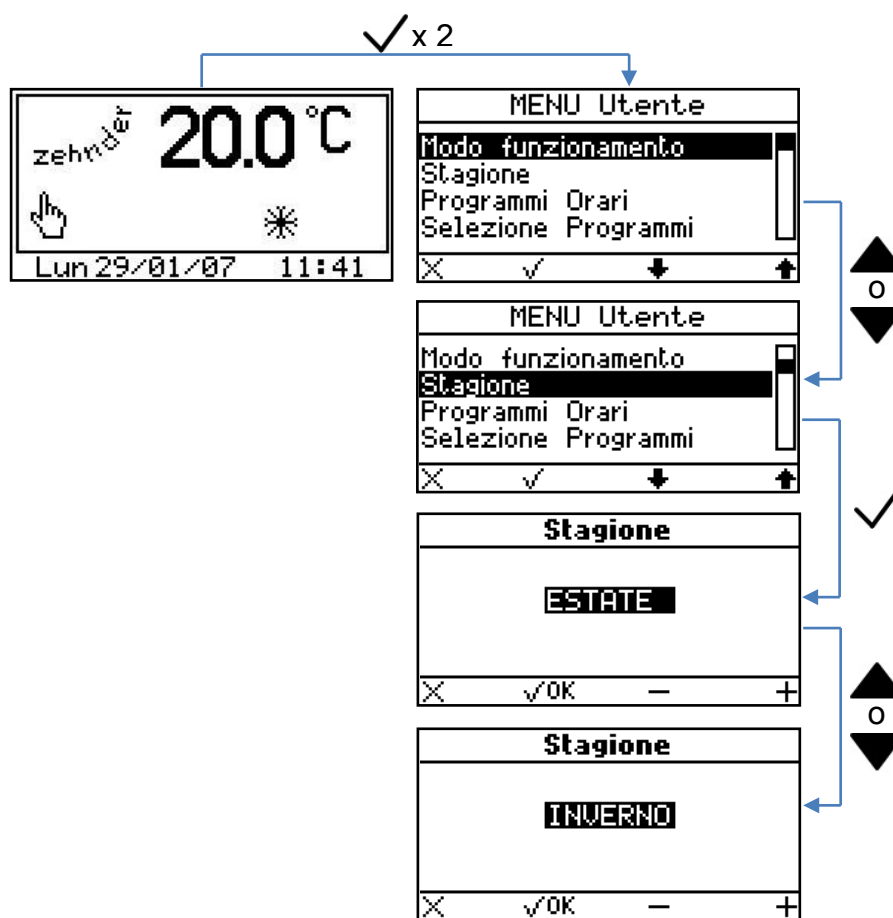 ✓ x 2
zehnder 20.0 °C
Lun 29/01/07 11:41
MENU Utente
Modo funzionamento
Stagione
Programmi Orari
Selezione Programmi
o
MENU Utente
Modo funzionamento
Stagione
Programmi Orari
Selezione Programmi
Stagione
ESTATE
✓OK − +
o
Stagione
INVERNO
✓OK − +